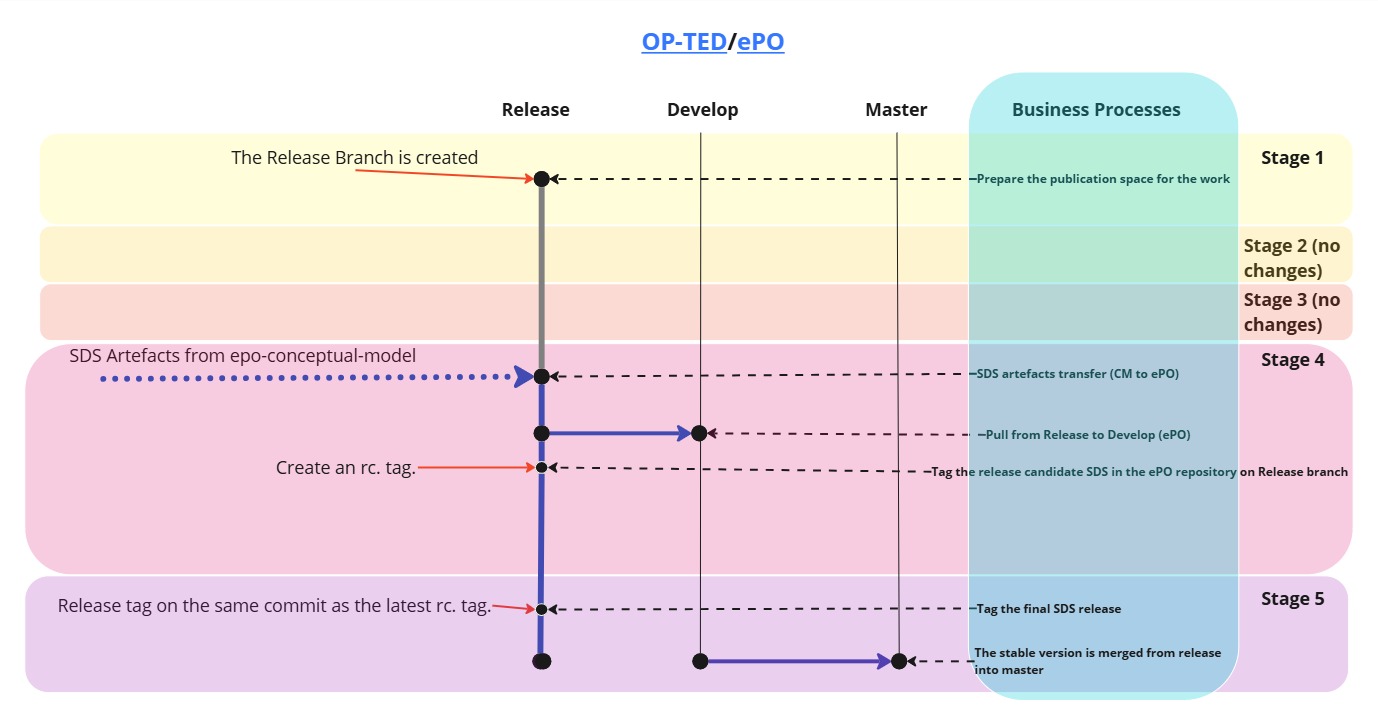 OP-TED/ePO
Release
Develop
Master
Business Processes
The Release Branch is created
Stage 1
Prepare the publication space for the work
Stage 2 (no
changes)
Stage 3 (no
changes)
SDS Artefacts from epo-conceptual-model
Stage 4
SDS artefacts transfer (CM to ePO)
Pull from Release to Develop (ePO)
Create an rc. tag.
Tag the release candidate SDS in the ePO repository on Release branch
Stage 5
Release tag on the same commit as the latest rc. tag.
Tag the final SDS release
The stable version is merged from release
into master